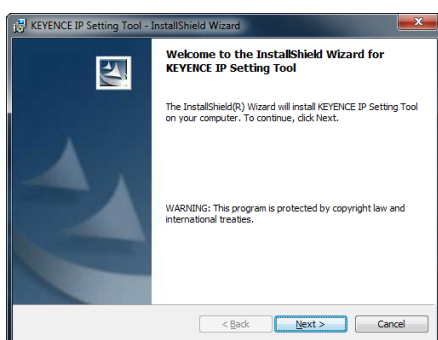 KEYENCE IP Setting Tool - InstallShield Wizard
Welcome to the InstallShield Wizard for
KEYENCE IP Setting Tool
The InstallShield(R) Wizard will install KEYENCE IP Setting Tool
on your computer. To continue, click Next.
WARNING: This program is protected by copyright law and
international treaties.
< Back
Next >
Cancel